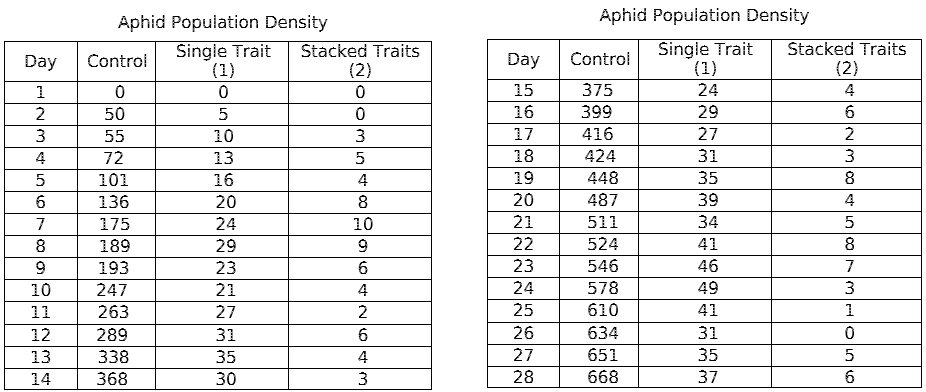 Aphid Population Density
Day Control Single Trait (1) Stacked Traits (2)
1 0 0 0
2 50 5 0
3 55 10 3
4 72 13 5
5 101 16 4
6 136 20 8
7 175 24 10
8 189 29 9
9 193 23 6
10 247 21 4
11 263 27 2
12 289 31 6
13 338 35 4
14 368 30 3
Aphid Population Density
Day Control Single Trait (1) Stacked Traits (2)
15 375 24 4
16 399 29 6
17 416 27 2
18 424 31 3
19 448 35 8
20 487 39 4
21 511 34 5
22 524 41 8
23 546 46 7
24 578 49 3
25 610 41 1
26 634 31 0
27 651 35 5
28 668 37 6